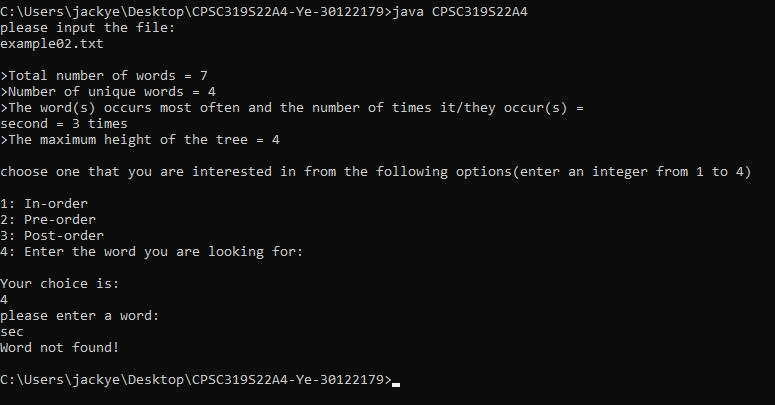 C:\Users\jackye\Desktop\CPSC319S22A4-Ye-30122179>java CPSC319S22A4
please input the file:
example02.txt
>Total number of words = 7
>Number of unique words = 4
>The word(s) occurs most often and the number of times it/they occur(s) =
second = 3 times
>The maximum height of the tree = 4
choose one that you are interested in from the following options(enter an integer from 1 to 4)
1: In-order
2: Pre-order
3: Post-order
4: Enter the word you are looking for:
Your choice is:
4
please enter a word:
sec
Word not found!
C:\Users\jackye\Desktop\CPSC319S22A4-Ye-30122179>